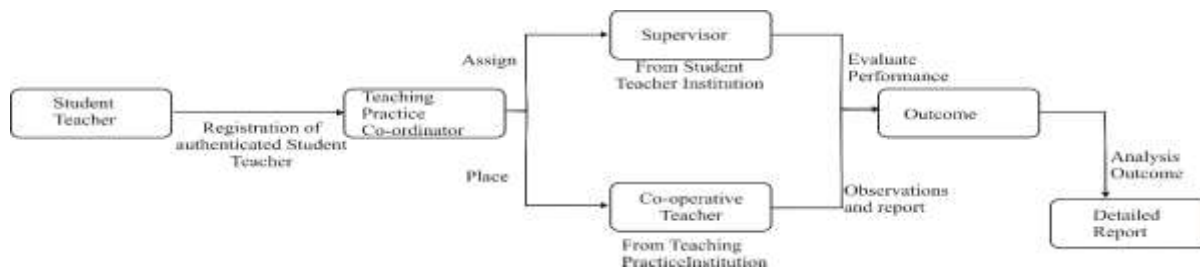 Student
Teacher
Registration of
authenticated Student
Teacher
Teaching
Practice
Co-ordinator
Assign
Place
Supervisor
From Student
Teacher Institution
Co-operative
Teacher
From Teaching
PracticeInstitution
Evaluate
Performance
Observations
and report
Outcome
Analysis
Outcome
Detailed
Report